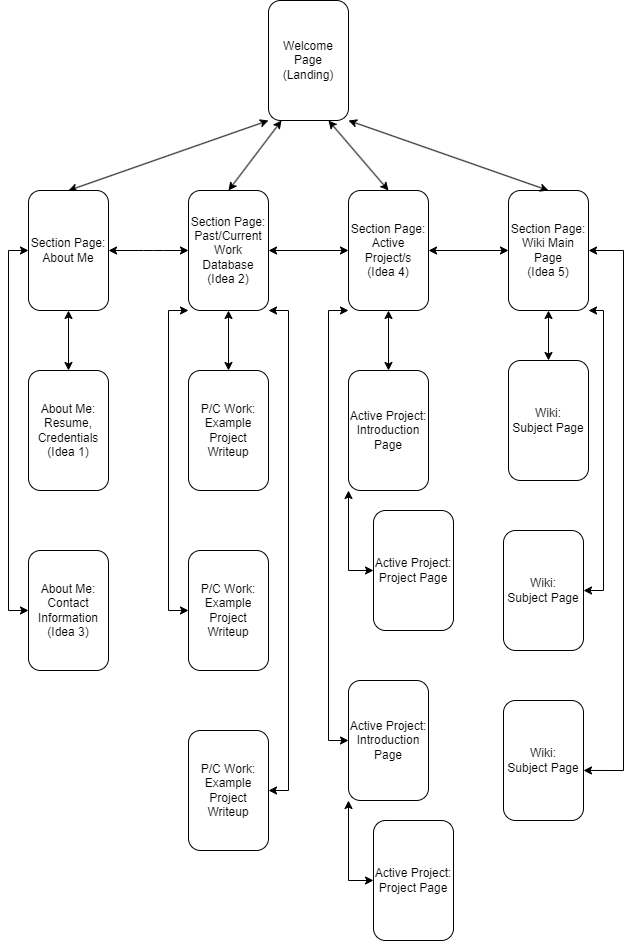 Welcome
Page
(Landing)
Section Page:
About Me
Section Page:
Past/Current
Work
Database
(Idea 2)
Section Page:
Active
Project/s
(Idea 4)
Section Page:
Wiki Main
Page
(Idea 5)
About Me:
Resume,
Credentials
(Idea 1)
P/C Work:
Example
Project
Writeup
Active Project:
Introduction
Page
Wiki:
Subject Page
Active Project:
Project Page
About Me:
Contact
Information
(Idea 3)
P/C Work:
Example
Project
Writeup
Wiki:
Subject Page
Active Project:
Introduction
Page
P/C Work:
Example
Project
Writeup
Wiki:
Subject Page
Active Project:
Project Page